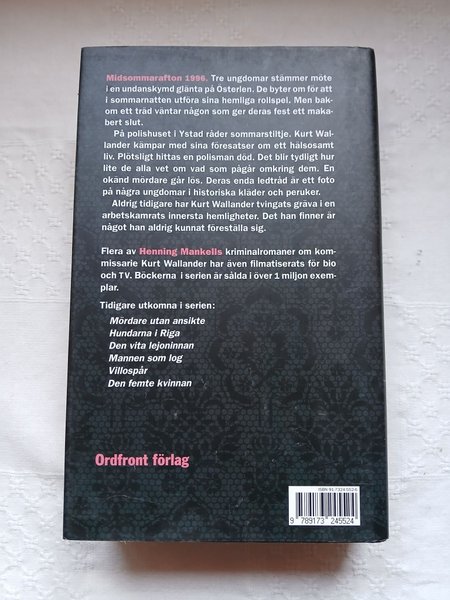 Midsommarafton 1996. Tre ungdomar stämmer möte
i en undanskymd glänta på Österlen. De byter om för att
i sommarnatten utföra sina hemliga rollspel. Men bak-
om ett träd väntar någon som ger deras fest ett maka-
bert slut.
På polishuset i Ystad råder sommarstiltje. Kurt Wal-
lander kämpar med sina föresatser om ett hälsosamt
liv. Plötsligt hittas en polisman död. Det blir tydligt hur
lite de alla vet om vad som pågår omkring dem. En
okänd mördare går lös. Deras enda ledtråd är ett foto
på några ungdomar i historiska kläder och peruker.
Aldrig tidigare har Kurt Wallander tvingats gräva i en
arbetskamrats innersta hemligheter. Det han finner är
något han aldrig kunnat föreställa sig.
Flera av Henning Mankells kriminalromaner om kom-
missarie Kurt Wallander har även filmatiserats för bio
och TV. Böckerna i serien är sålda i över 1 miljon exem-
plar.
Tidigare utkomna i serien:
Mördare utan ansikte
Hundarna i Riga
Den vita lejoninnan
Mannen som log
Villospår
Den femte kvinnan
Ordfront förlag
ISBN 91-7324-552-6
9 789173 245524